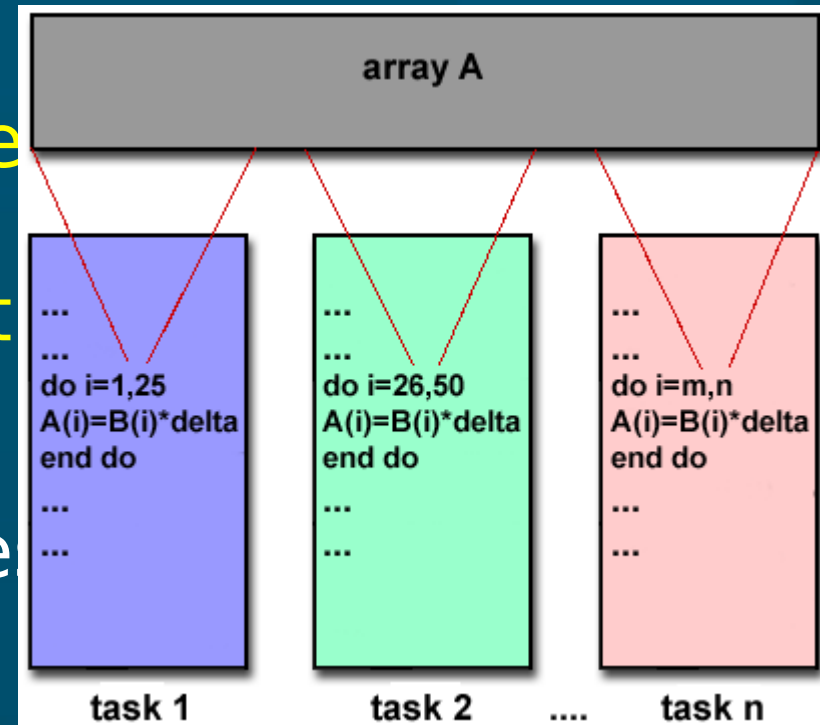 array A
...
...
do i=1,25
A(i)=B(i)*delta
end do
...
...
task 1
...
...
do i=26,50
A(i)=B(i)*delta
end do
...
...
task 2
....
...
...
do i=m,n
A(i)=B(i)*delta
end do
...
...
task n